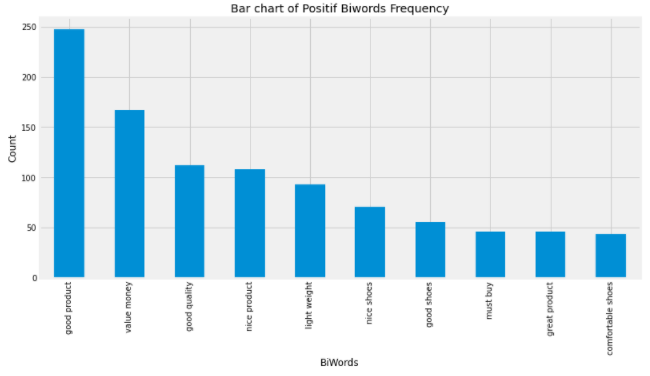 Bar chart of Positif Biwords Frequency
250
200
150
100
50
0
Count
good product
value money
good quality
nice product
light weight
nice shoes
good shoes
must buy
great product
comfortable shoes
BiWords